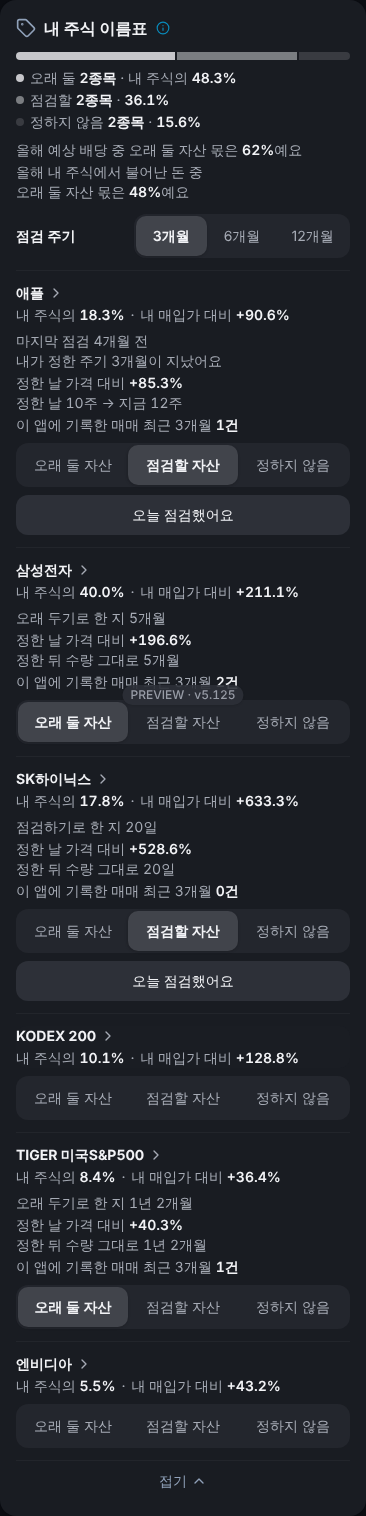 내 주식 이름표
오래 둘 2종목 · 내 주식의 48.3%
점검할 2종목 · 36.1%
정하지 않음 2종목 · 15.6%
올해 예상 배당 중 오래 둘 자산 몫은 62%예요
올해 내 주식에서 불어난 돈 중
오래 둘 자산 몫은 48%예요
점검 주기 3개월 6개월 12개월
애플
내 주식의 18.3% · 내 매입가 대비 +90.6%
마지막 점검 4개월 전
내가 정한 주기 3개월이 지났어요
정한 날 가격 대비 +85.3%
정한 날 10주 → 지금 12주
이 앱에 기록한 매매 최근 3개월 1건
오래 둘 자산 점검할 자산 정하지 않음
오늘 점검했어요
삼성전자
내 주식의 40.0% · 내 매입가 대비 +211.1%
오래 두기로 한 지 5개월
정한 날 가격 대비 +196.6%
정한 뒤 수량 그대로 5개월
이 앱에 기록한 매매 최근 3개월 2건
PREVIEW · v5.125
오래 둘 자산 점검할 자산 정하지 않음
SK하이닉스
내 주식의 17.8% · 내 매입가 대비 +633.3%
점검하기로 한 지 20일
정한 날 가격 대비 +528.6%
정한 뒤 수량 그대로 20일
이 앱에 기록한 매매 최근 3개월 0건
오래 둘 자산 점검할 자산 정하지 않음
오늘 점검했어요
KODEX 200
내 주식의 10.1% · 내 매입가 대비 +128.8%
오래 둘 자산 점검할 자산 정하지 않음
TIGER 미국S&P500
내 주식의 8.4% · 내 매입가 대비 +36.4%
오래 두기로 한 지 1년 2개월
정한 날 가격 대비 +40.3%
정한 뒤 수량 그대로 1년 2개월
이 앱에 기록한 매매 최근 3개월 1건
오래 둘 자산 점검할 자산 정하지 않음
엔비디아
내 주식의 5.5% · 내 매입가 대비 +43.2%
오래 둘 자산 점검할 자산 정하지 않음
접기